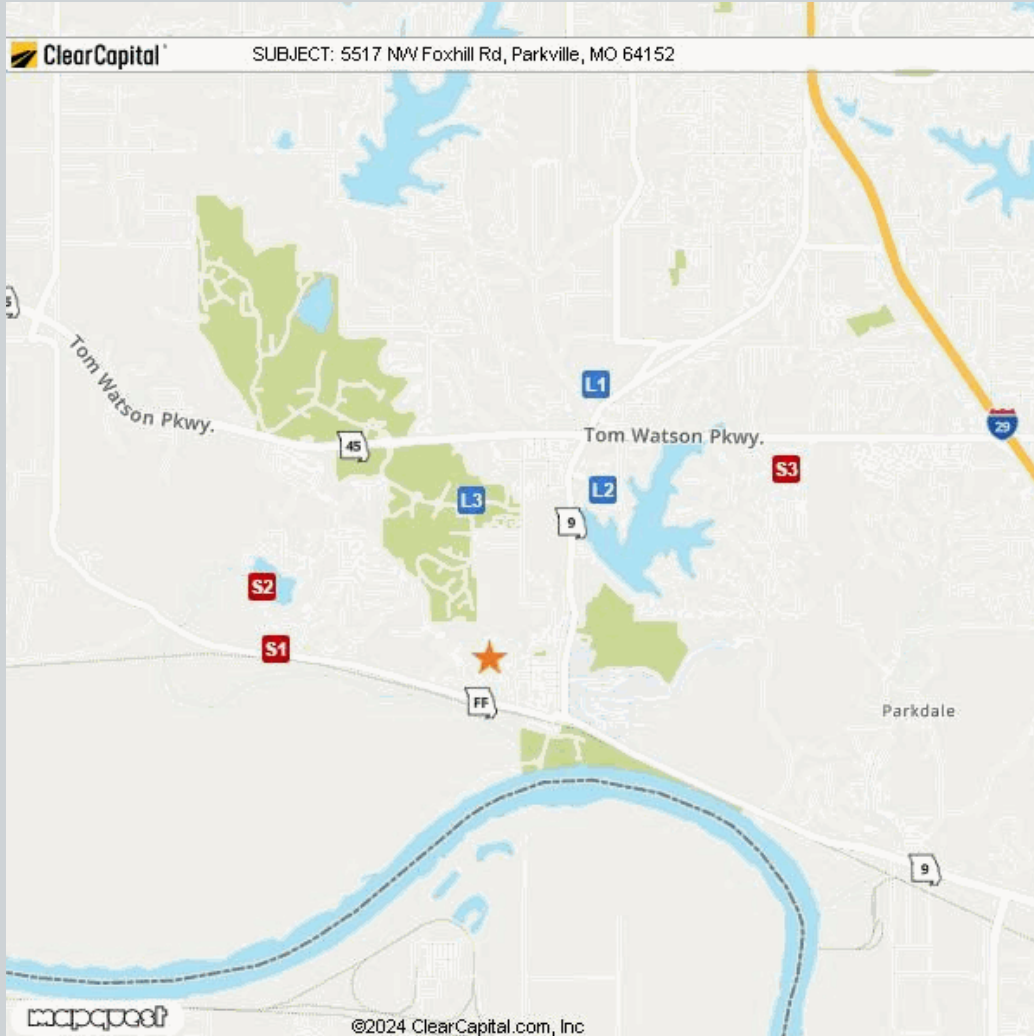 ClearCapital
SUBJECT: 5517 NW Foxhill Rd, Parkville, MO 64152
Tom Watson Pkwy.
45
L1
Tom Watson Pkwy.
29
S3
L3
L2
9
S2
S1
FF
Parkdale
9
mapquest
©2024 ClearCapital.com, Inc